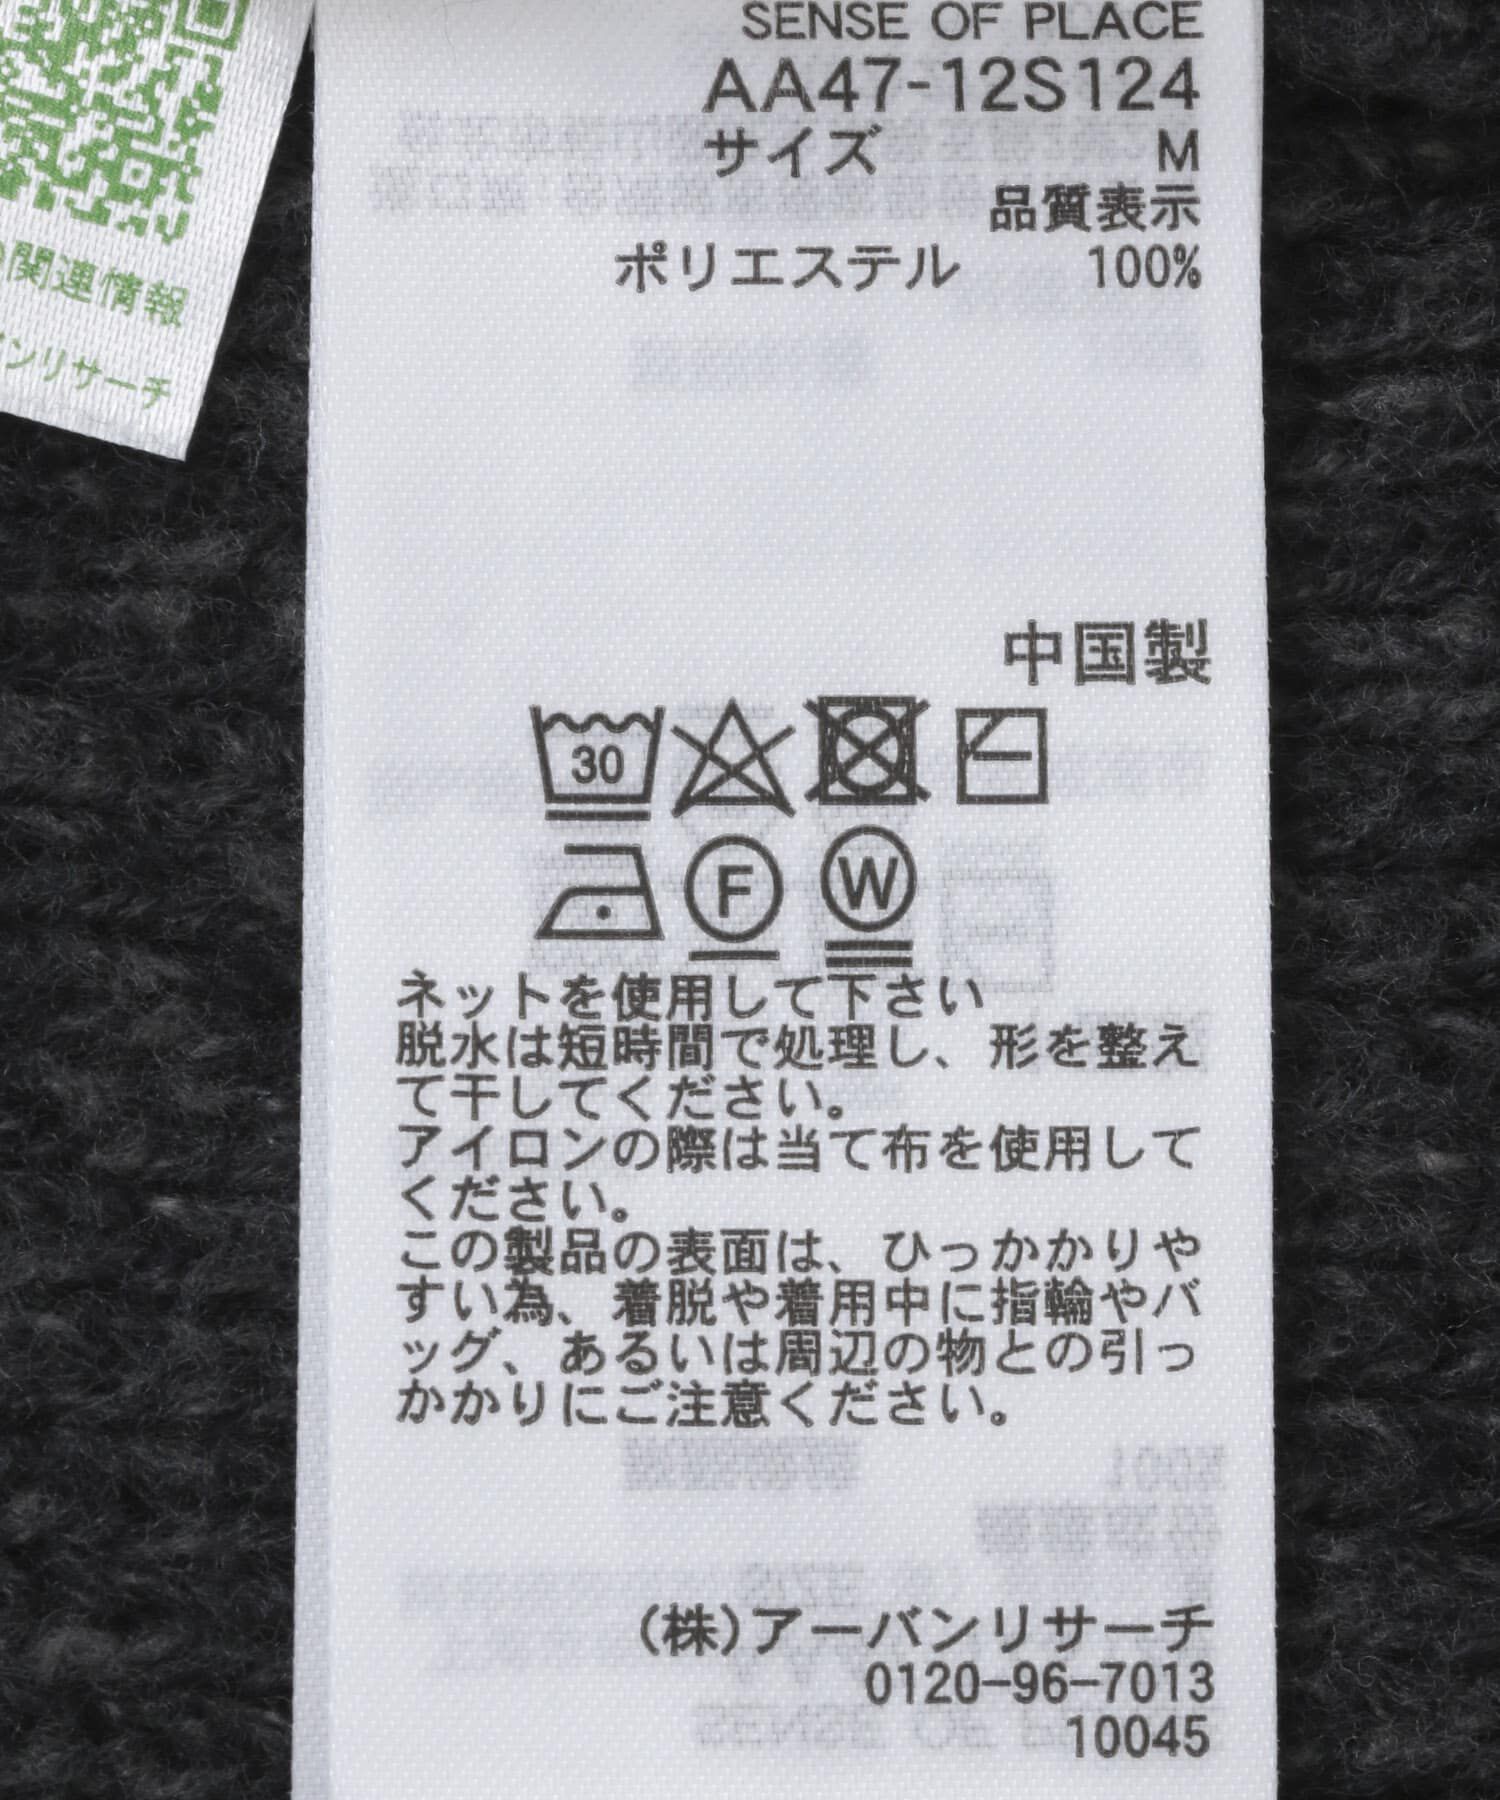 SENSE OF PLACE
AA47-12S124
サイズ M
品質表示
ポリエステル 100%
中国製
30
F W
ネットを使用して下さい
脱水は短時間で処理し、形を整え
て干してください。
アイロンの際は当て布を使用して
ください。
この製品の表面は、ひっかかりや
すい為、着脱や着用中に指輪やバ
ッグ、あるいは周辺の物との引っ
かかりにご注意ください。
(株)アーバンリサーチ
0120-96-7013
10045
関連情報
ンリサーチ